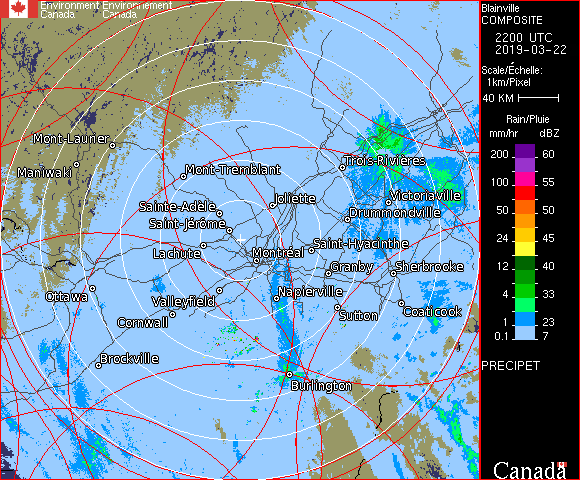 Environment Environnement
Canada Canada
Blainville
COMPOSITE
2200 UTC
2019-03-22
Scale/Échelle:
1km/Pixel
40 KM
Rain/Pluie
mm/hr dBZ
200 60
150 57
100 55
50 50
24 45
12 40
4 33
1 23
0.1 7
PRECIPET
Canada
Mont-Laurier
Maniwaki
Mont-Tremblant
Trois-Rivières
Sainte-Adèle
Joliette
Victoriaville
Saint-Jérôme
Drummondville
Lachute
Montréal
Saint-Hyacinthe
Granby
Sherbrooke
Ottawa
Valleyfield
Napierville
Cornwall
Sutton
Coaticook
Brockville
Burlington